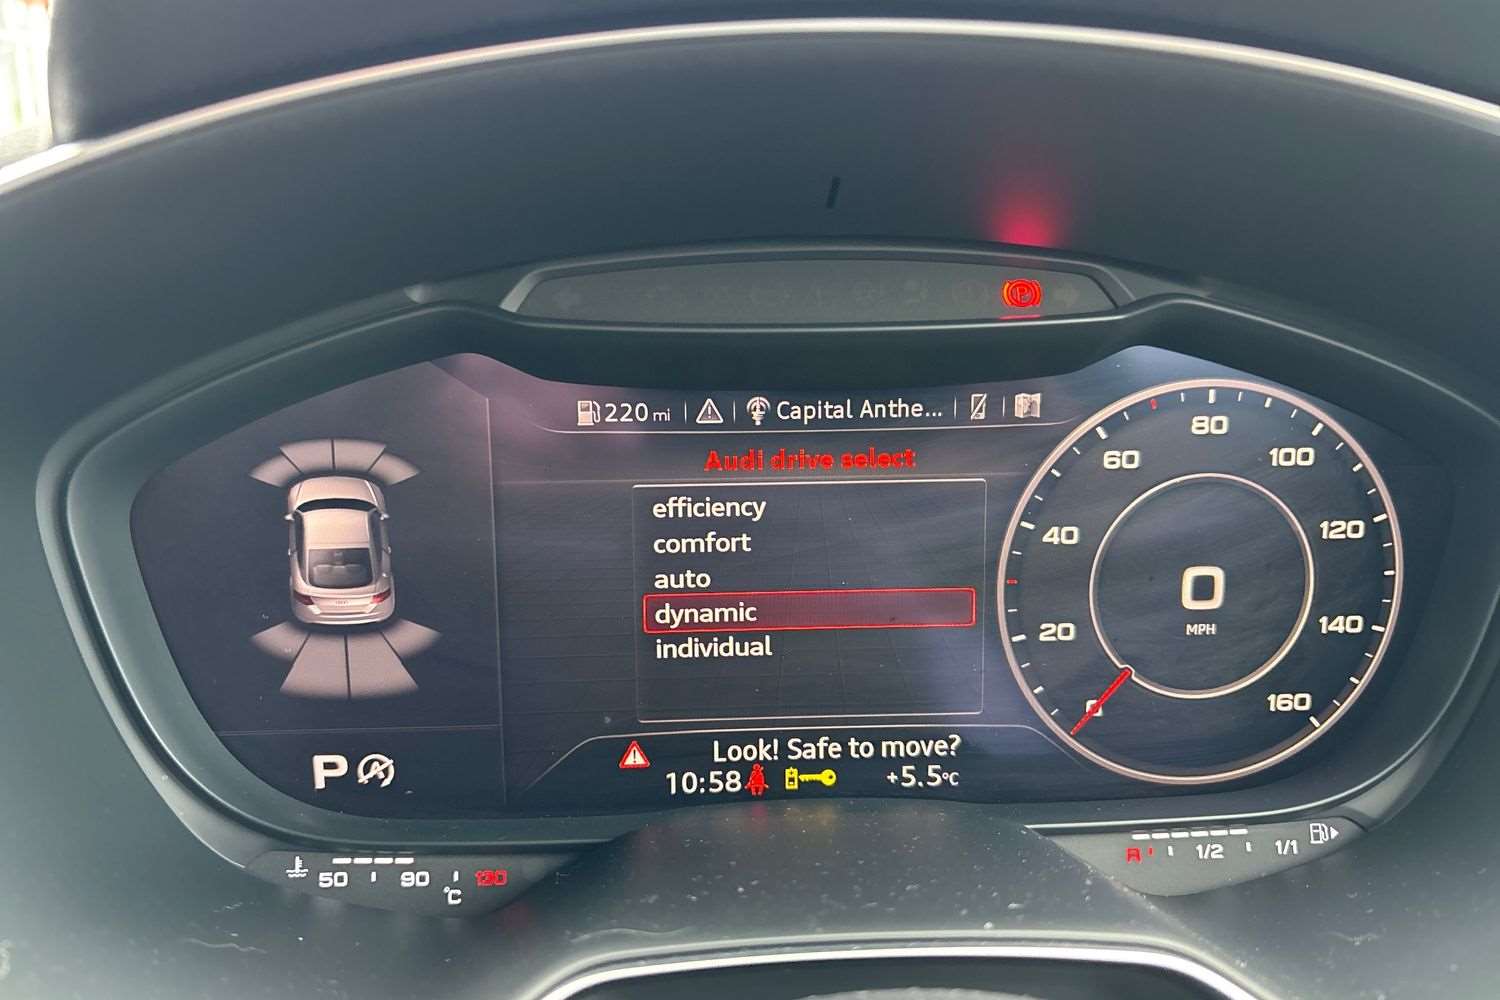 220 mi Capital Anthe...
Audi drive select
efficiency
comfort
auto
dynamic
individual
Look! Safe to move?
10:58 +5.5°C
P A
P
0 20 40 60 80 100 120 140 160
0
MPH
50 90 °C 130
R 1/2 1/1